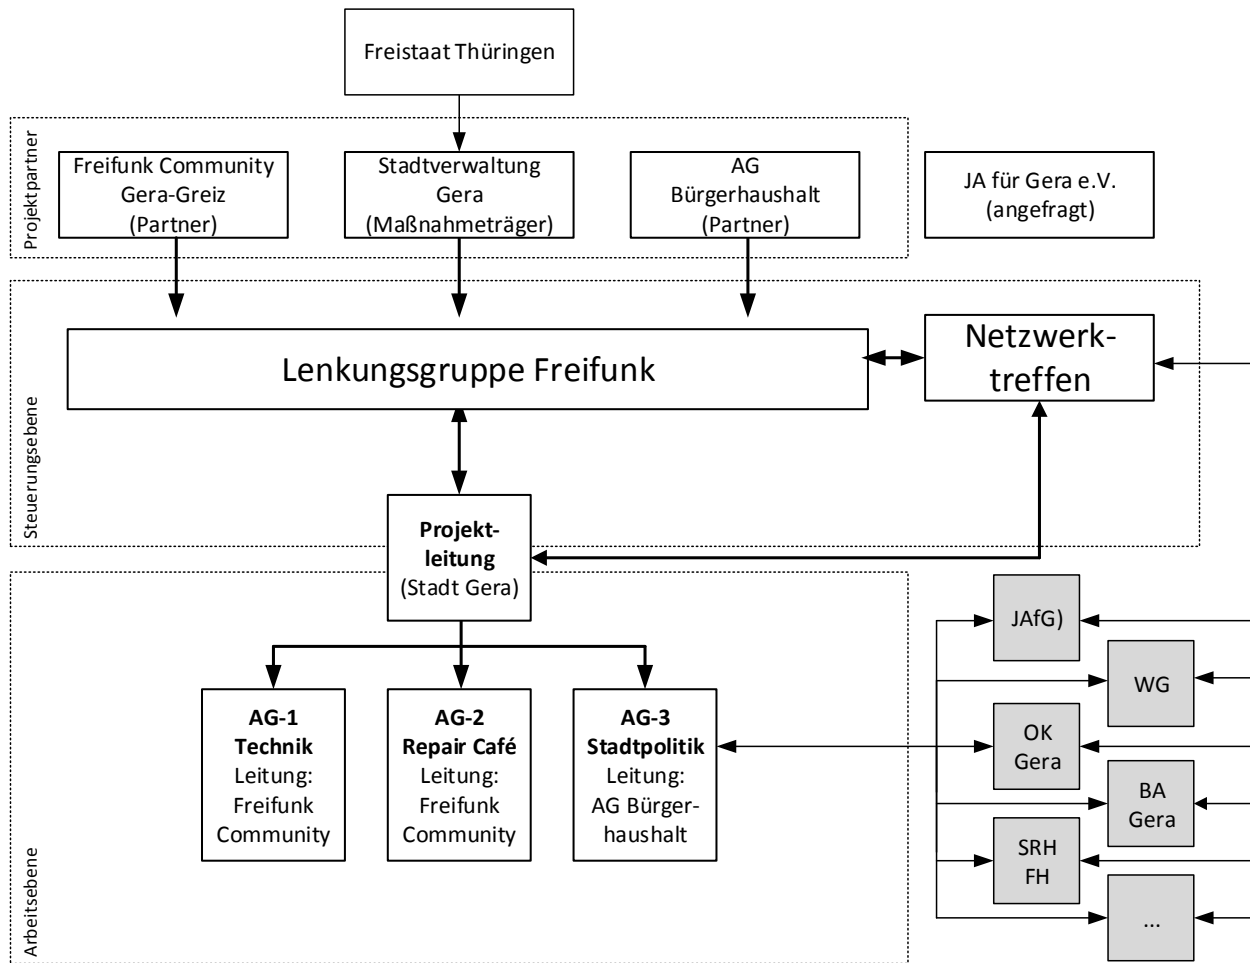 Freistaat Thüringen
Projektpartner
Freifunk Community
Gera-Greiz
(Partner)
Stadtverwaltung
Gera
(Maßnahmeträger)
AG
Bürgerhaushalt
(Partner)
JA für Gera e.V.
(angefragt)
Steuerungsebene
Lenkungsgruppe Freifunk
Netzwerk-
treffen
Projekt-
leitung
(Stadt Gera)
Arbeitsebene
AG-1
Technik
Leitung:
Freifunk
Community
AG-2
Repair Café
Leitung:
Freifunk
Community
AG-3
Stadtpolitik
Leitung:
AG Bürger-
haushalt
JAfG)
WG
OK
Gera
BA
Gera
SRH
FH
...